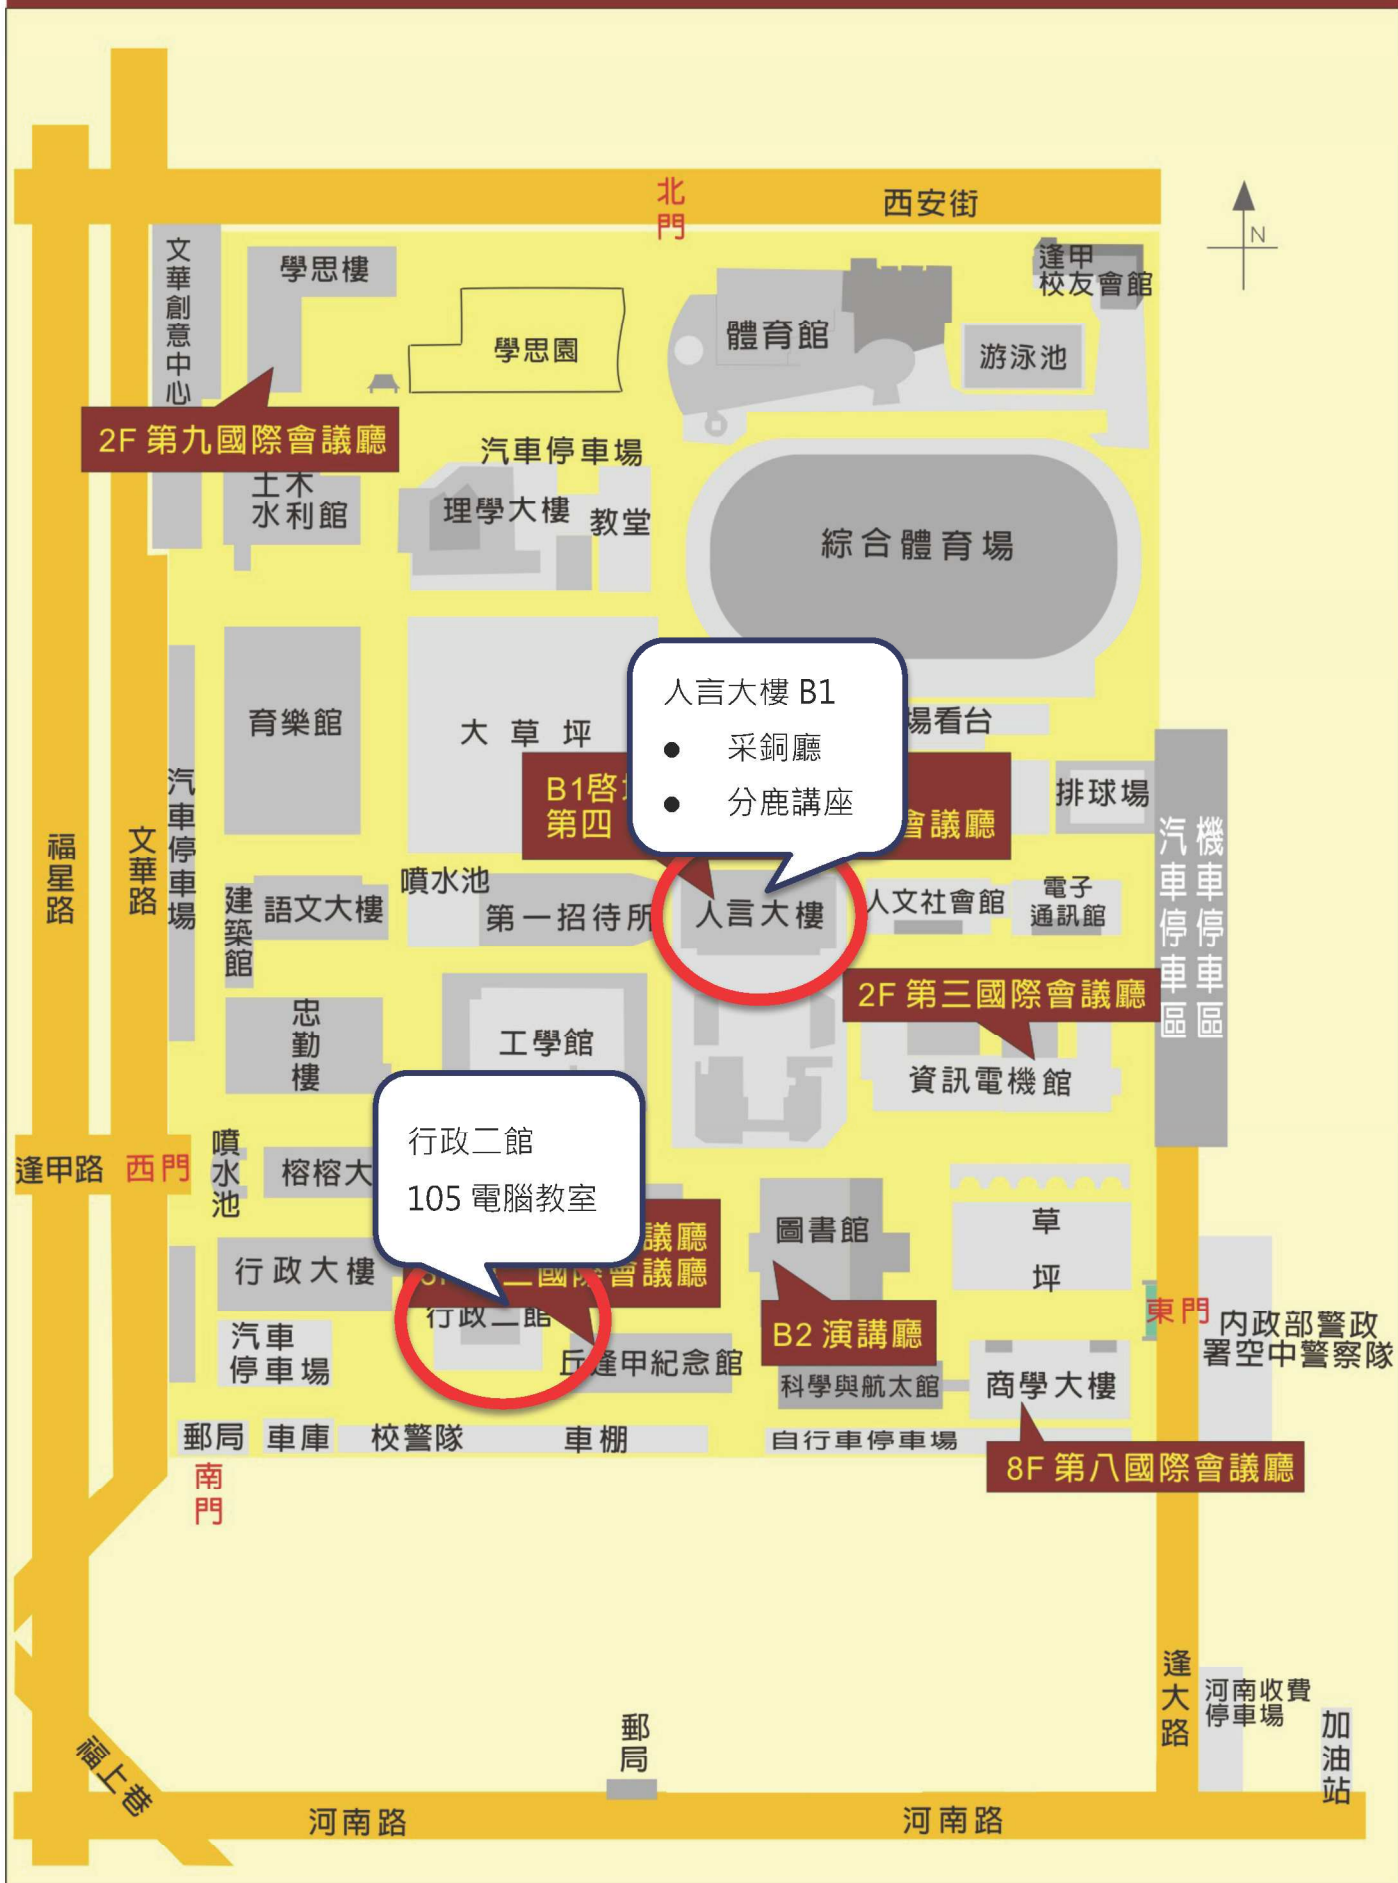 北門
西安街
N
文華創意中心
學思樓
學思園
體育館
逢甲
校友會館
游泳池
2F 第九國際會議廳
汽車停車場
土木
水利館
理學大樓
教堂
綜合體育場
育樂館
大草坪
人言大樓 B1
● 采銅廳
● 分鹿講座
場看台
B1啓
第四
會議廳
排球場
汽車停車區
機車停車區
福星路
文華路
汽車停車場
建築館
語文大樓
噴水池
第一招待所
人言大樓
人文社會館
電子
通訊館
2F 第三國際會議廳
忠勤樓
工學館
資訊電機館
行政二館
105 電腦教室
逢甲路
西門
噴水池
榕榕大
議廳
二國際會議廳
圖書館
草坪
行政大樓
行政二館
B2 演講廳
東門
內政部警政
署空中警察隊
汽車
停車場
丘逢甲紀念館
科學與航太館
商學大樓
郵局
車庫
校警隊
車棚
自行車停車場
8F 第八國際會議廳
南門
逢大路
河南收費
停車場
加油站
郵局
福上巷
河南路
河南路